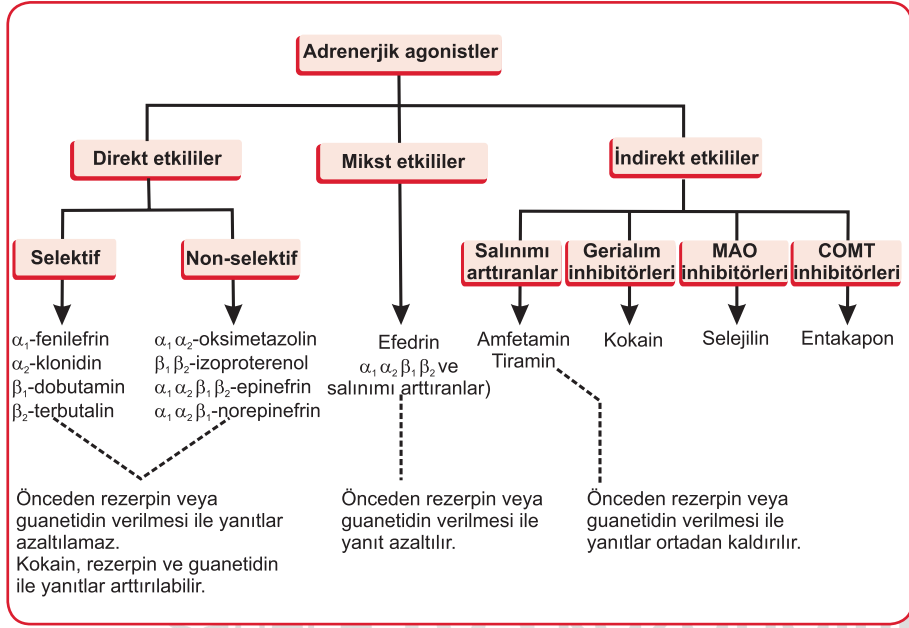 Adrenerjik agonistler
Direkt etkililer
Mikst etkililer
İndirekt etkililer
Selektif
Non-selektif
Salınımı
arttıranlar
Gerialım
inhibitörleri
MAO
inhibitörleri
COMT
inhibitörleri
α₁-fenilefrin
α₂-klonidin
β₁-dobutamin
β₂-terbutalin
α₁ α₂-oksimetazolin
β₁ β₂-izoproterenol
α₁ α₂ β₁ β₂-epinefrin
α₁ α₂ β₁-norepinefrin
Efedrin
α₁ α₂ β₁ β₂ ve
salınımı arttıranlar)
Amfetamin
Tiramin
Kokain
Selejilin
Entakapon
Önceden rezerpin veya
guanetidin verilmesi ile yanıtlar
azaltılamaz.
Kokain, rezerpin ve guanetidin
ile yanıtlar arttırılabilir.
Önceden rezerpin veya
guanetidin verilmesi ile
yanıt azaltılır.
Önceden rezerpin veya
guanetidin verilmesi ile
yanıtlar ortadan kaldırılır.